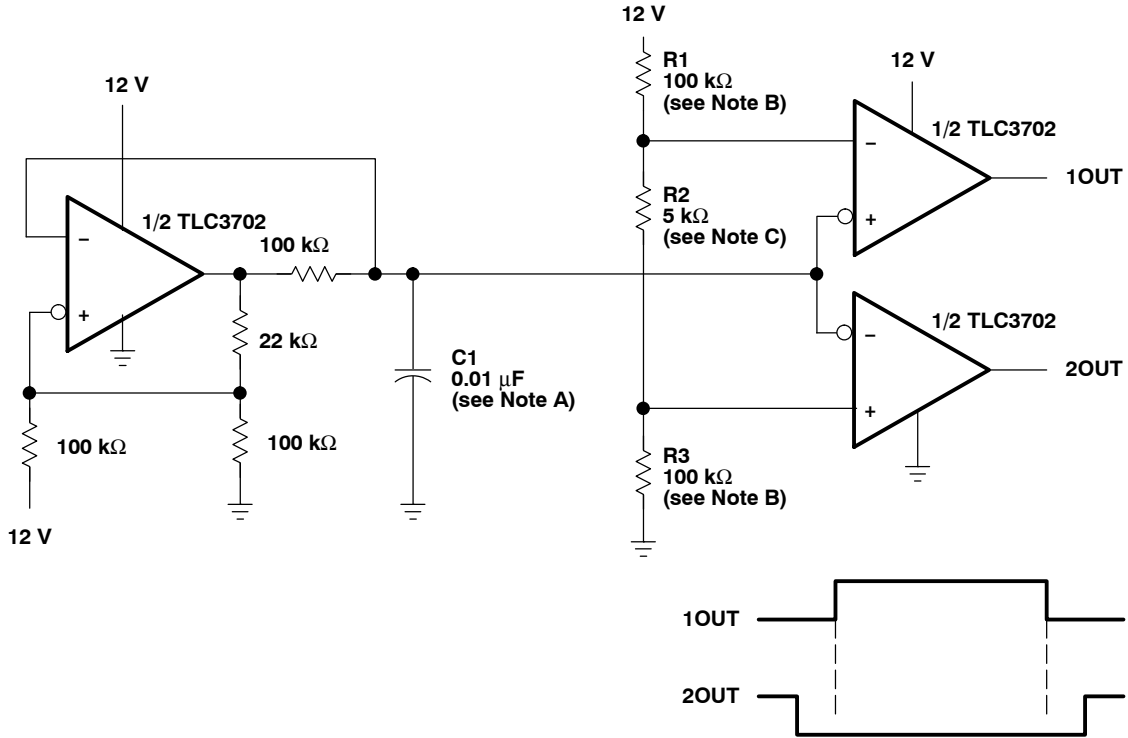 12 V
R1
100 kΩ
(see Note B)
12 V
12 V
1/2 TLC3702
−
1OUT
+
1/2 TLC3702
−
100 kΩ
R2
5 kΩ
(see Note C)
+
22 kΩ
1/2 TLC3702
−
2OUT
+
C1
0.01 µF
(see Note A)
100 kΩ
100 kΩ
R3
100 kΩ
(see Note B)
12 V
1OUT
2OUT